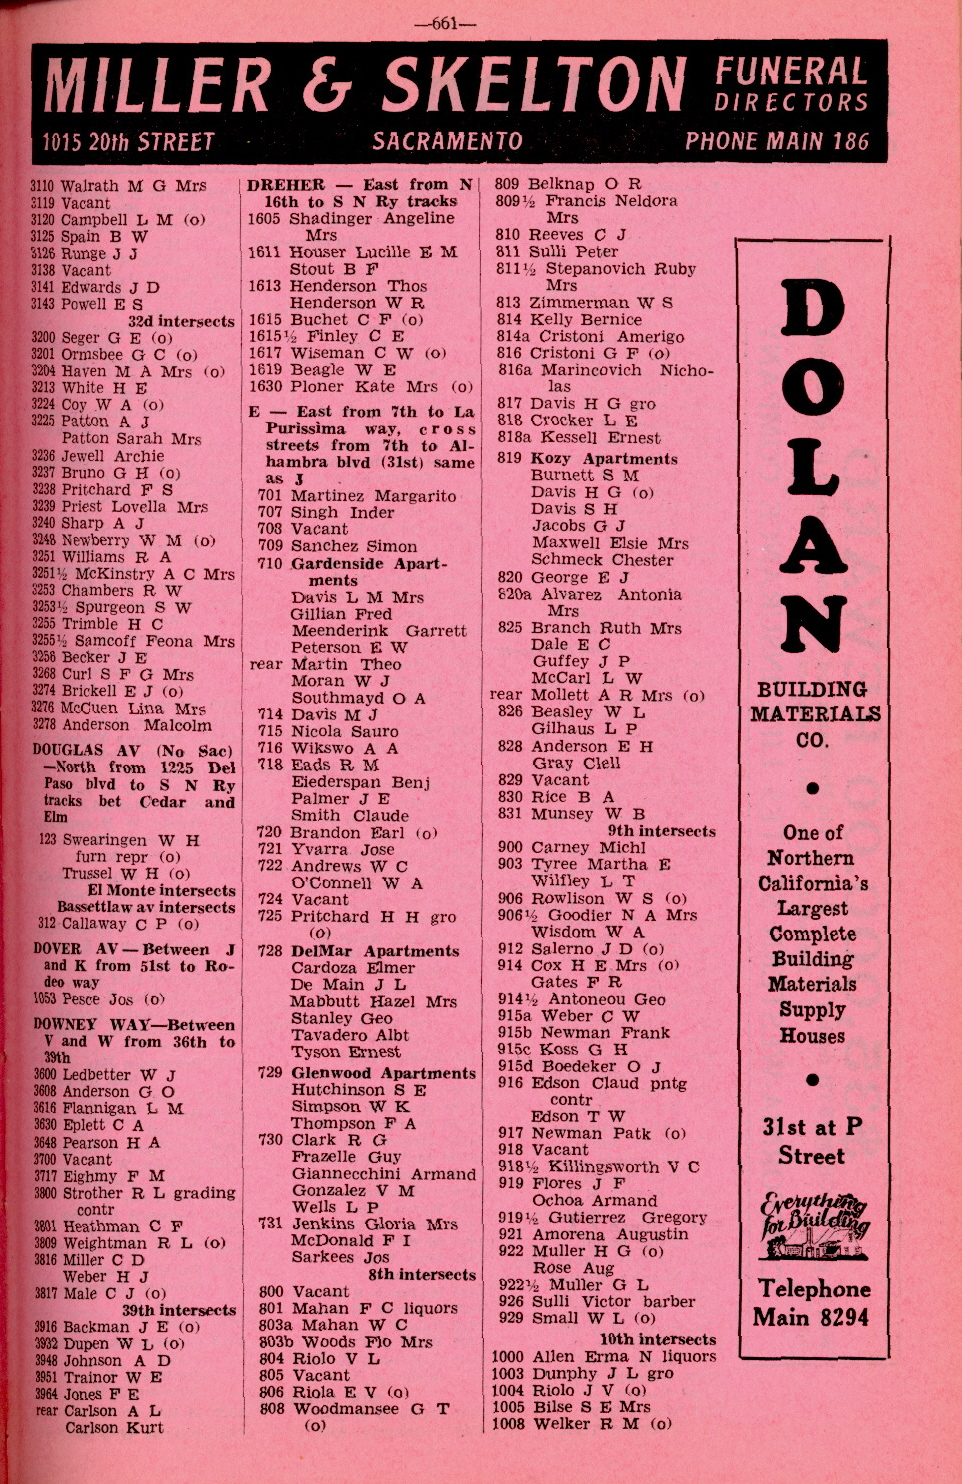 —661—
MILLER & SKELTON FUNERAL DIRECTORS
1015 20th STREET SACRAMENTO PHONE MAIN 186
3110 Walrath M G Mrs
3119 Vacant
3120 Campbell L M (o)
3125 Spain B W
3126 Runge J J
3138 Vacant
3141 Edwards J D
3143 Powell E S
32d intersects
3200 Seger G E (o)
3201 Ormsbee G C (o)
3204 Haven M A Mrs (o)
3213 White H E
3224 Coy W A (o)
3225 Patton A J
Patton Sarah Mrs
3236 Jewell Archie
3237 Bruno G H (o)
3238 Pritchard F S
3239 Priest Lovella Mrs
3240 Sharp A J
3248 Newberry W M (o)
3251 Williams R A
3251½ McKinstry A C Mrs
3253 Chambers R W
3253½ Spurgeon S W
3255 Trimble H C
3255½ Samcoff Feona Mrs
3256 Becker J E
3268 Curl S F G Mrs
3274 Brickell E J (o)
3276 McCuen Lina Mrs
3278 Anderson Malcolm
DOUGLAS AV (No Sac)
—North from 1225 Del
Paso blvd to S N Ry
tracks bet Cedar and
Elm
123 Swearingen W H
furn repr (o)
Trussel W H (o)
El Monte intersects
Bassettlaw av intersects
312 Callaway C P (o)
DOVER AV—Between J
and K from 51st to Ro-
deo way
1053 Pesce Jos (o)
DOWNEY WAY—Between
V and W from 36th to
39th
3600 Ledbetter W J
3608 Anderson G O
3616 Flannigan L M
3630 Eplett C A
3648 Pearson H A
3700 Vacant
3717 Eighmy F M
3800 Strother R L grading
contr
3801 Heathman C F
3809 Weightman R L (o)
3816 Miller C D
Weber H J
3817 Male C J (o)
39th intersects
3916 Backman J E (o)
3932 Dupen W L (o)
3948 Johnson A D
3951 Trainor W E
3964 Jones F E
rear Carlson A L
Carlson Kurt
DREHER — East from N
16th to S N Ry tracks
1605 Shadinger Angeline
Mrs
1611 Houser Lucille E M
Stout B F
1613 Henderson Thos
Henderson W R
1615 Buchet C F (o)
1615½ Finley C E
1617 Wiseman C W (o)
1619 Beagle W E
1630 Ploner Kate Mrs (o)
E — East from 7th to La
Purissima way, cross
streets from 7th to Al-
hambra blvd (31st) same
as J
701 Martinez Margarito
707 Singh Inder
708 Vacant
709 Sanchez Simon
710 Gardenside Apart-
ments
Davis L M Mrs
Gillian Fred
Meenderink Garrett
Peterson E W
rear Martin Theo
Moran W J
Southmayd O A
714 Davis M J
715 Nicola Sauro
716 Wikswo A A
718 Eads R M
Eiederspan Benj
Palmer J E
Smith Claude
720 Brandon Earl (o)
721 Yvarra Jose
722 Andrews W C
O'Connell W A
724 Vacant
725 Pritchard H H gro
(o)
728 DelMar Apartments
Cardoza Elmer
De Main J L
Mabbutt Hazel Mrs
Stanley Geo
Tavadero Albt
Tyson Ernest
729 Glenwood Apartments
Hutchinson S E
Simpson W K
Thompson F A
730 Clark R G
Frazelle Guy
Giannecchini Armand
Gonzalez V M
Wells L P
731 Jenkins Gloria Mrs
McDonald F I
Sarkees Jos
8th intersects
800 Vacant
801 Mahan F C liquors
803a Mahan W C
803b Woods Flo Mrs
804 Riolo V L
805 Vacant
806 Riola E V (o)
808 Woodmansee G T
(o)
809 Belknap O R
809½ Francis Neldora
Mrs
810 Reeves C J
811 Sulli Peter
811½ Stepanovich Ruby
Mrs
813 Zimmerman W S
814 Kelly Bernice
814a Cristoni Amerigo
816 Cristoni G F (o)
816a Marincovich Nicho-
las
817 Davis H G gro
818 Crocker L E
818a Kessell Ernest
819 Kozy Apartments
Burnett S M
Davis H G (o)
Davis S H
Jacobs G J
Maxwell Elsie Mrs
Schmeck Chester
820 George E J
820a Alvarez Antonia
Mrs
825 Branch Ruth Mrs
Dale E C
Guffey J P
McCarl L W
rear Mollett A R Mrs (o)
826 Beasley W L
Gilhaus L P
828 Anderson E H
Gray Clell
829 Vacant
830 Rice B A
831 Munsey W B
9th intersects
900 Carney Michl
903 Tyree Martha E
Wilfley L T
906 Rowlison W S (o)
906½ Goodier N A Mrs
Wisdom W A
912 Salerno J D (o)
914 Cox H E Mrs (o)
Gates F R
914½ Antoneou Geo
915a Weber C W
915b Newman Frank
915c Koss G H
915d Boedeker O J
916 Edson Claud pntg
contr
Edson T W
917 Newman Patk (o)
918 Vacant
918½ Killingsworth V C
919 Flores J F
Ochoa Armand
919½ Gutierrez Gregory
921 Amorena Augustin
922 Muller H G (o)
Rose Aug
922½ Muller G L
926 Sulli Victor barber
929 Small W L (o)
10th intersects
1000 Allen Erma N liquors
1003 Dunphy J L gro
1004 Riolo J V (o)
1005 Bilse S E Mrs
1008 Welker R M (o)
DOLAN
BUILDING
MATERIALS
CO.
•
One of
Northern
California's
Largest
Complete
Building
Materials
Supply
Houses
•
31st at P
Street
Everything
for Building
Telephone
Main 8294